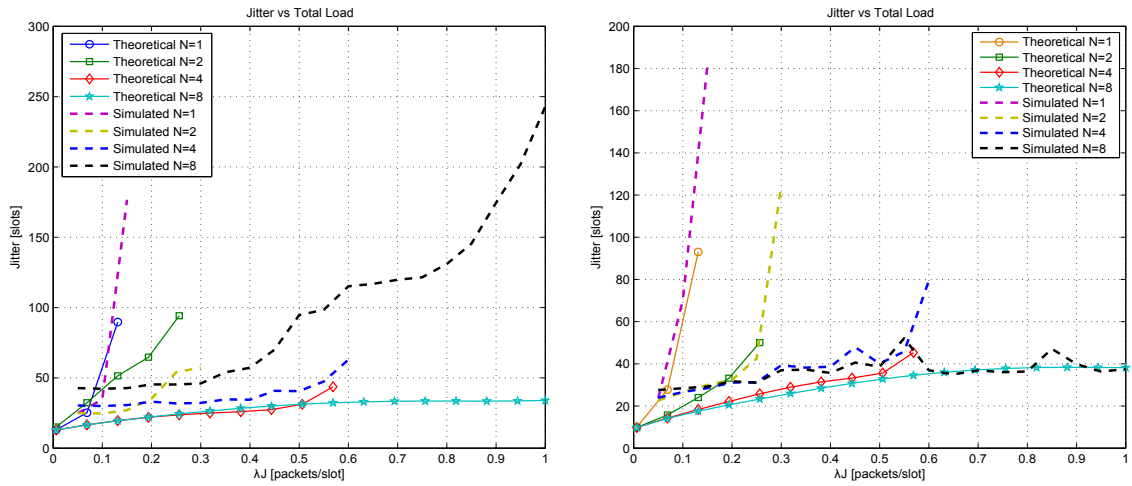 Jitter vs Total Load
300
250
200
150
100
50
0
Jitter [slots]
Theoretical N=1
Theoretical N=2
Theoretical N=4
Theoretical N=8
Simulated N=1
Simulated N=2
Simulated N=4
Simulated N=8
0 0.1 0.2 0.3 0.4 0.5 0.6 0.7 0.8 0.9 1
λJ [packets/slot]
Jitter vs Total Load
200
180
160
140
120
100
80
60
40
20
0
Jitter [slots]
Theoretical N=1
Theoretical N=2
Theoretical N=4
Theoretical N=8
Simulated N=1
Simulated N=2
Simulated N=4
Simulated N=8
0 0.1 0.2 0.3 0.4 0.5 0.6 0.7 0.8 0.9 1
λJ [packets/slot]